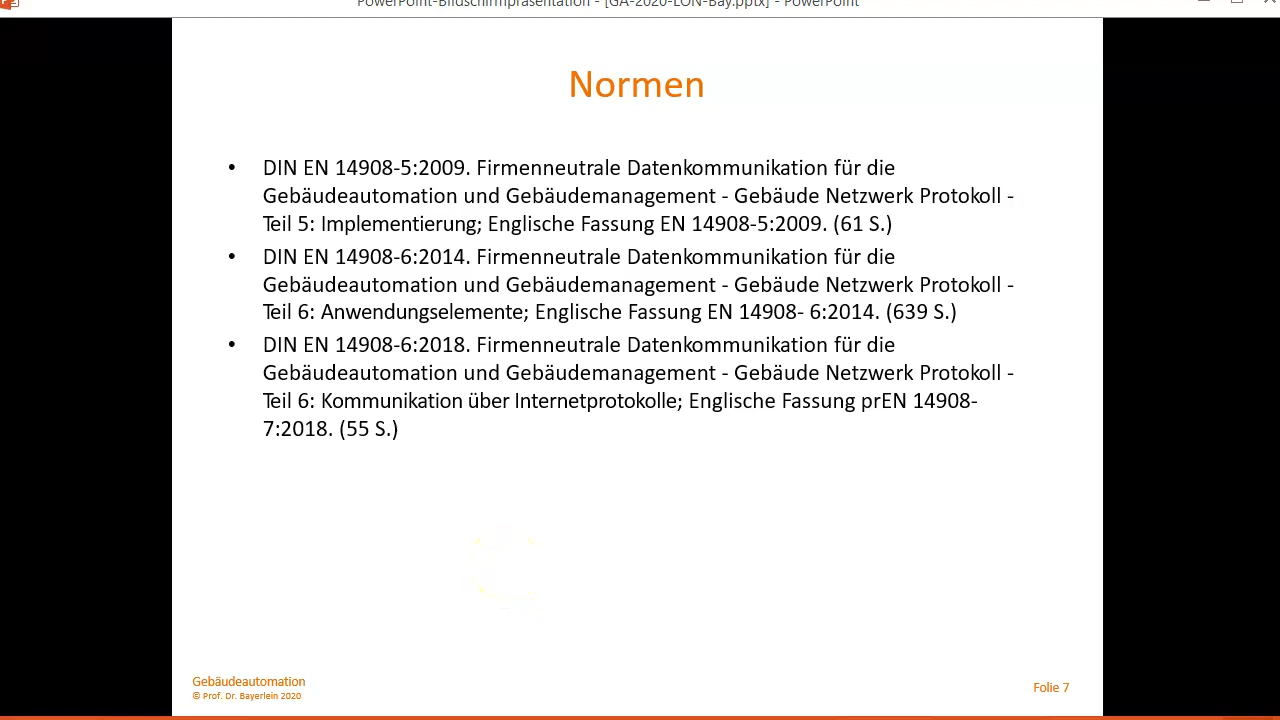 PowerPoint-Bildschirmpräsentation - [GA-2020-LON-Bay.pptx] - PowerPoint
Normen
• DIN EN 14908-5:2009. Firmenneutrale Datenkommunikation für die
Gebäudeautomation und Gebäudemanagement - Gebäude Netzwerk Protokoll -
Teil 5: Implementierung; Englische Fassung EN 14908-5:2009. (61 S.)
• DIN EN 14908-6:2014. Firmenneutrale Datenkommunikation für die
Gebäudeautomation und Gebäudemanagement - Gebäude Netzwerk Protokoll -
Teil 6: Anwendungselemente; Englische Fassung EN 14908- 6:2014. (639 S.)
• DIN EN 14908-6:2018. Firmenneutrale Datenkommunikation für die
Gebäudeautomation und Gebäudemanagement - Gebäude Netzwerk Protokoll -
Teil 6: Kommunikation über Internetprotokolle; Englische Fassung prEN 14908-
7:2018. (55 S.)
Gebäudeautomation
© Prof. Dr. Bayerlein 2020
Folie 7